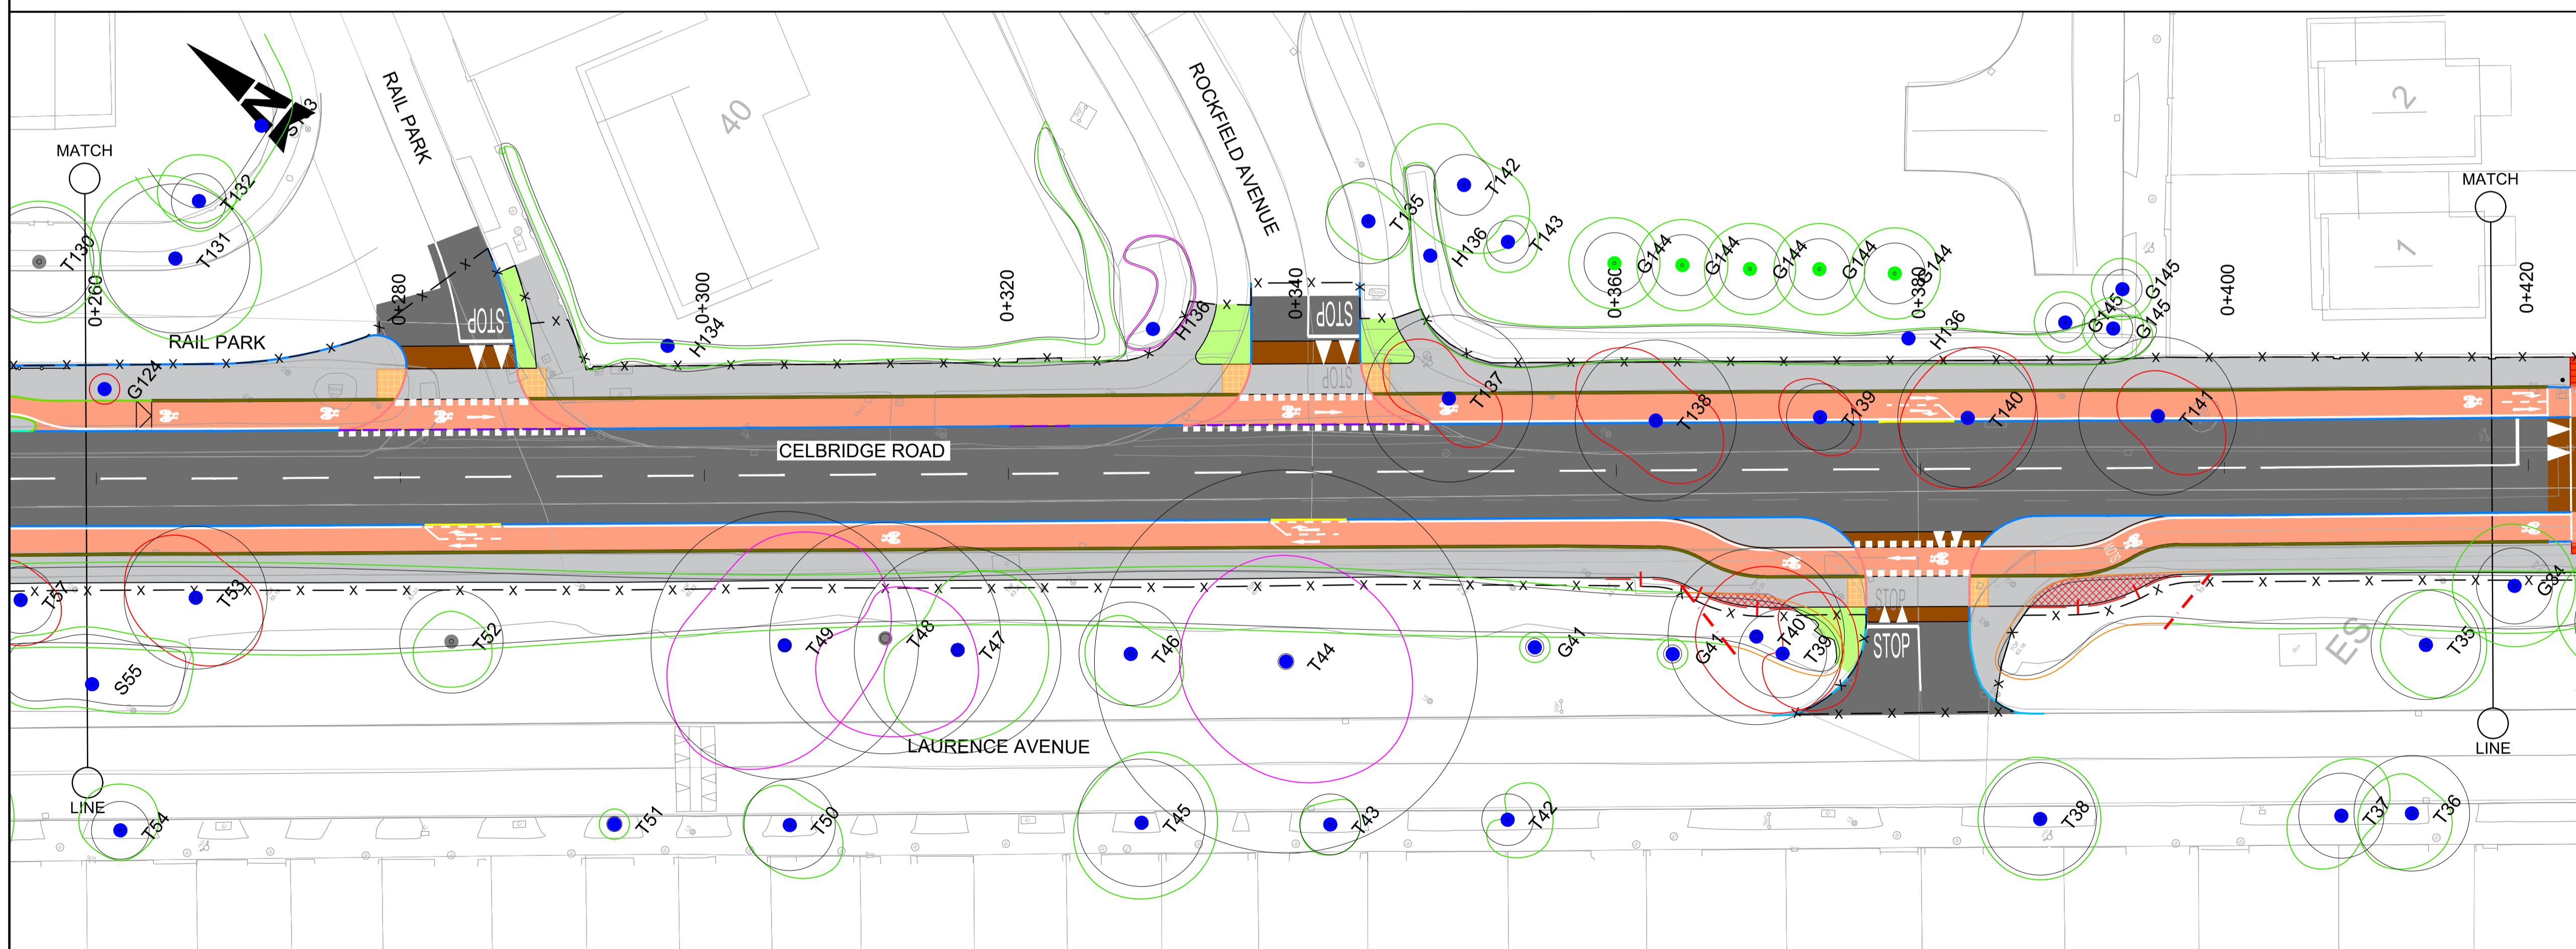 MATCH
N
RAIL PARK
40
ROCKFIELD AVENUE
2
MATCH
T132
T130
T131
0+260
0+280
0+300
0+320
0+340
0+360
0+380
0+400
0+420
T135
T142
H136
T143
G144
G144
G144
G144
G144
G145
G145
G145
1
RAIL PARK
STOP
H134
H136
STOP
H136
G124
STOP
T137
T138
T139
T140
T141
CELBRIDGE ROAD
T57
T53
T52
T49
T48
T47
T46
T44
G41
G41
T40
T39
STOP
STOP
ES
T35
G34
S55
LAURENCE AVENUE
LINE
LINE
T54
T51
T50
T45
T43
T42
T38
T37
T36